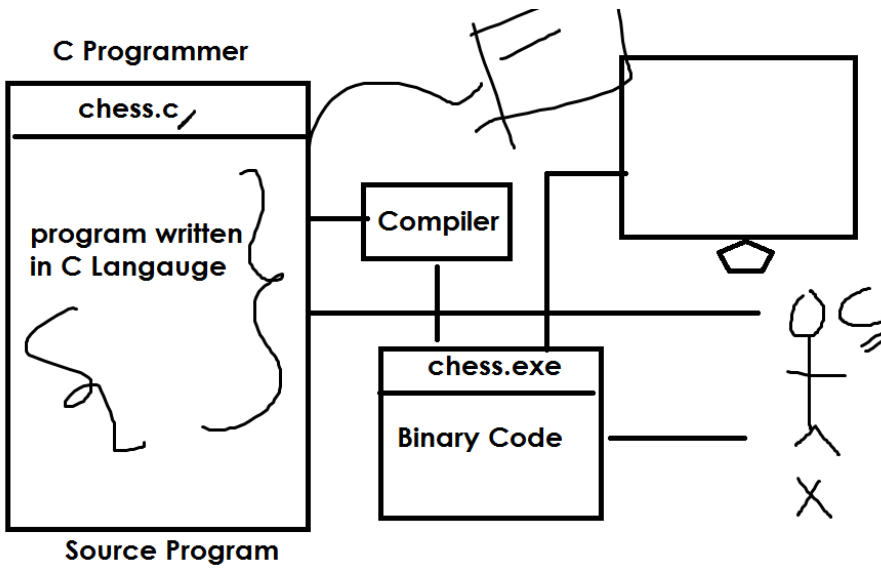 C Programmer
chess.c
program written
in C Langauge
Compiler
chess.exe
Binary Code
Source Program